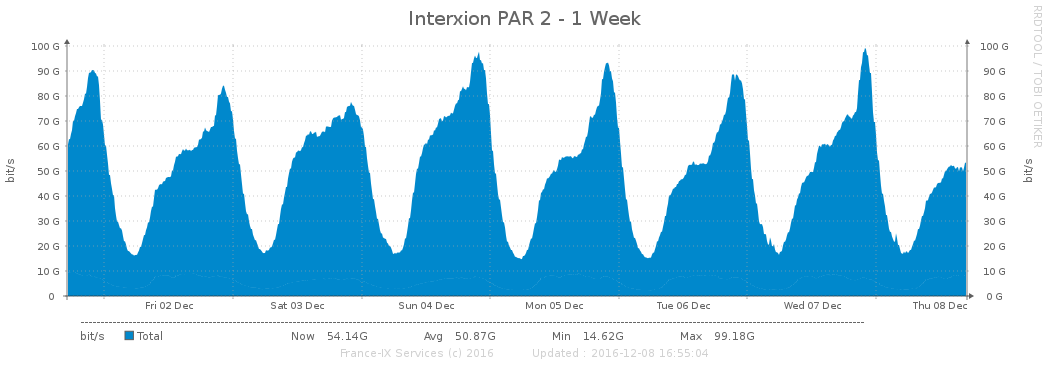 Interxion PAR 2 - 1 Week
RRDTOOL / TOBI OETIKER
bit/s
100 G
90 G
80 G
70 G
60 G
50 G
40 G
30 G
20 G
10 G
0
100 G
90 G
80 G
70 G
60 G
50 G
40 G
30 G
20 G
10 G
0 G
bit/s
Fri 02 Dec Sat 03 Dec Sun 04 Dec Mon 05 Dec Tue 06 Dec Wed 07 Dec Thu 08 Dec
bit/s Total Now 54.14G Avg 50.87G Min 14.62G Max 99.18G
France-IX Services (c) 2016 Updated : 2016-12-08 16:55:04